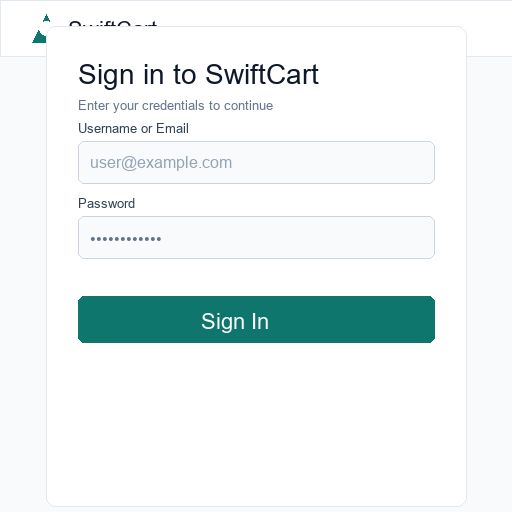 SwiftCart
Sign in to SwiftCart
Enter your credentials to continue
Username or Email
user@example.com
Password
••••••••••••
Sign In